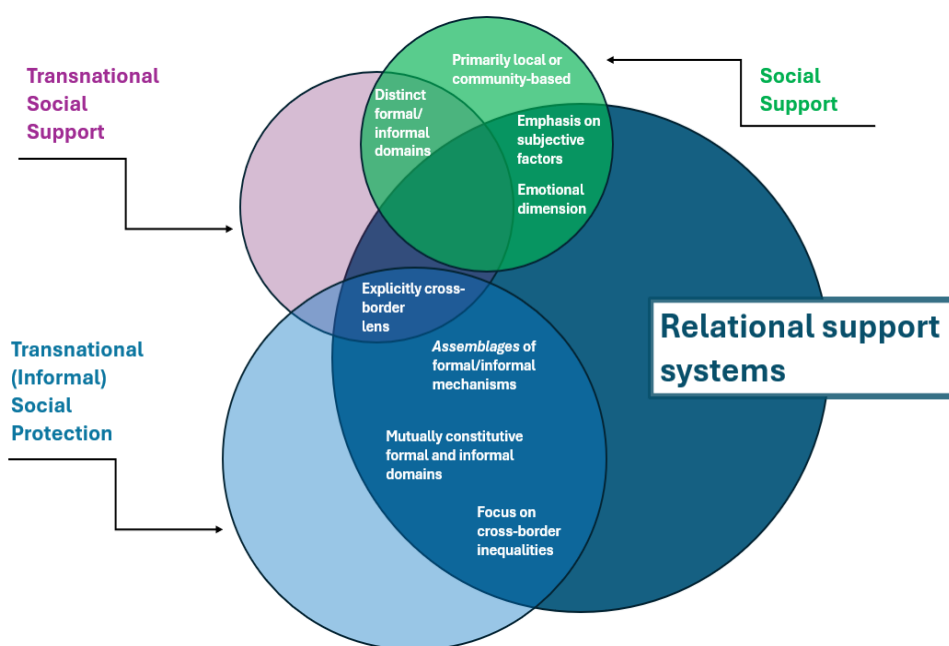 Transnational
Social
Support
Primarily local or
community-based
Social
Support
Distinct
formal/
informal
domains
Emphasis on
subjective
factors
Emotional
dimension
Explicitly cross-
border
lens
Relational support
systems
Transnational
(Informal)
Social
Protection
Assemblages of
formal/informal
mechanisms
Mutually constitutive
formal and informal
domains
Focus on
cross-border
inequalities